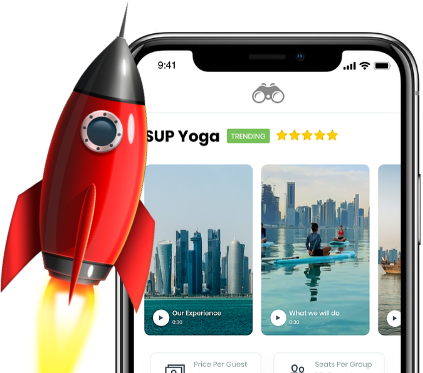 9:41
SUP Yoga
TRENDING
Our Experience
0:30
What we will do
0:30
Price Per Guest
Seats Per Group